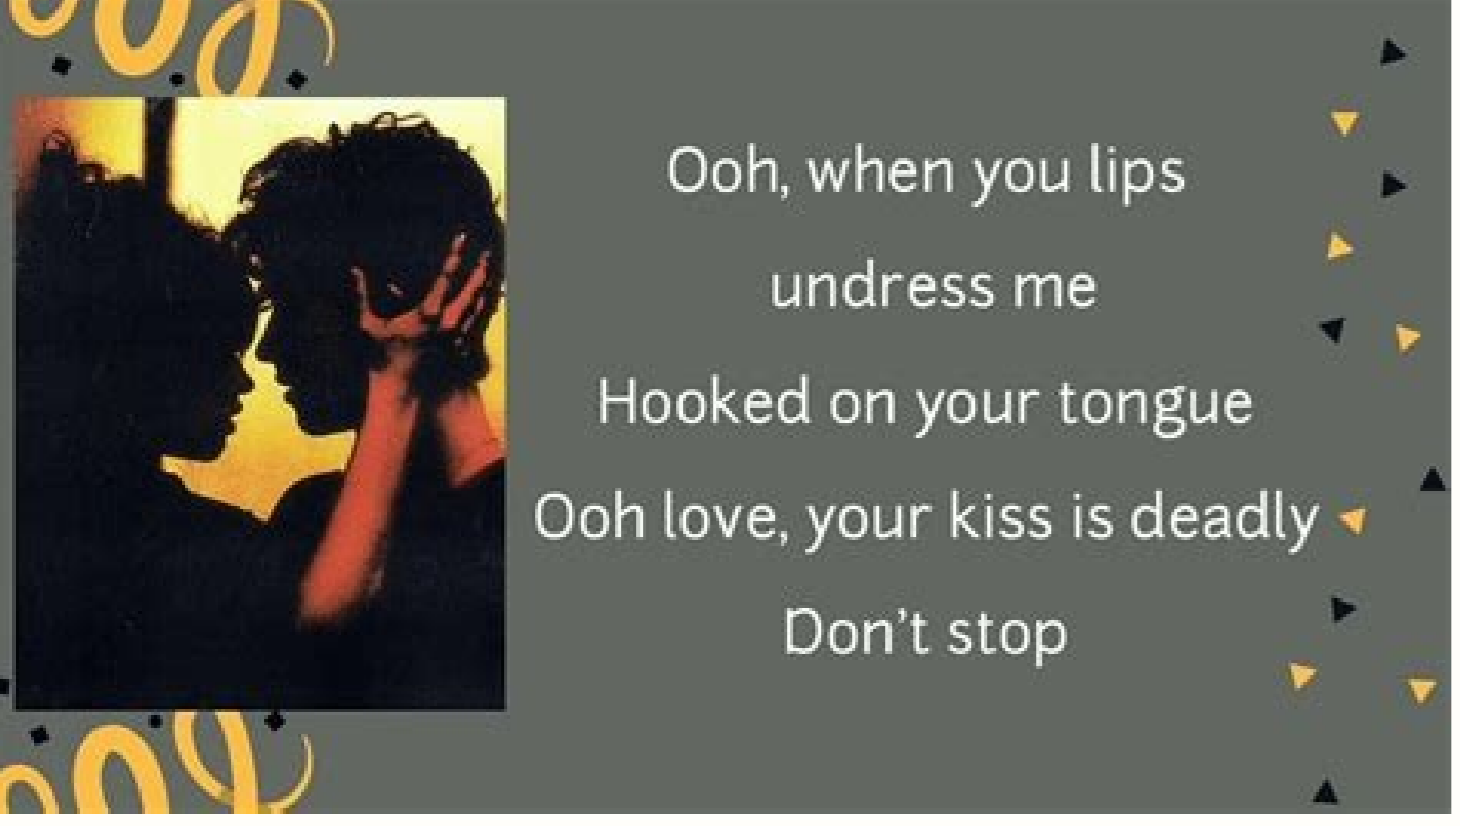 Ooh, when you lips
undress me
Hooked on your tongue
Ooh love, your kiss is deadly
Don't stop